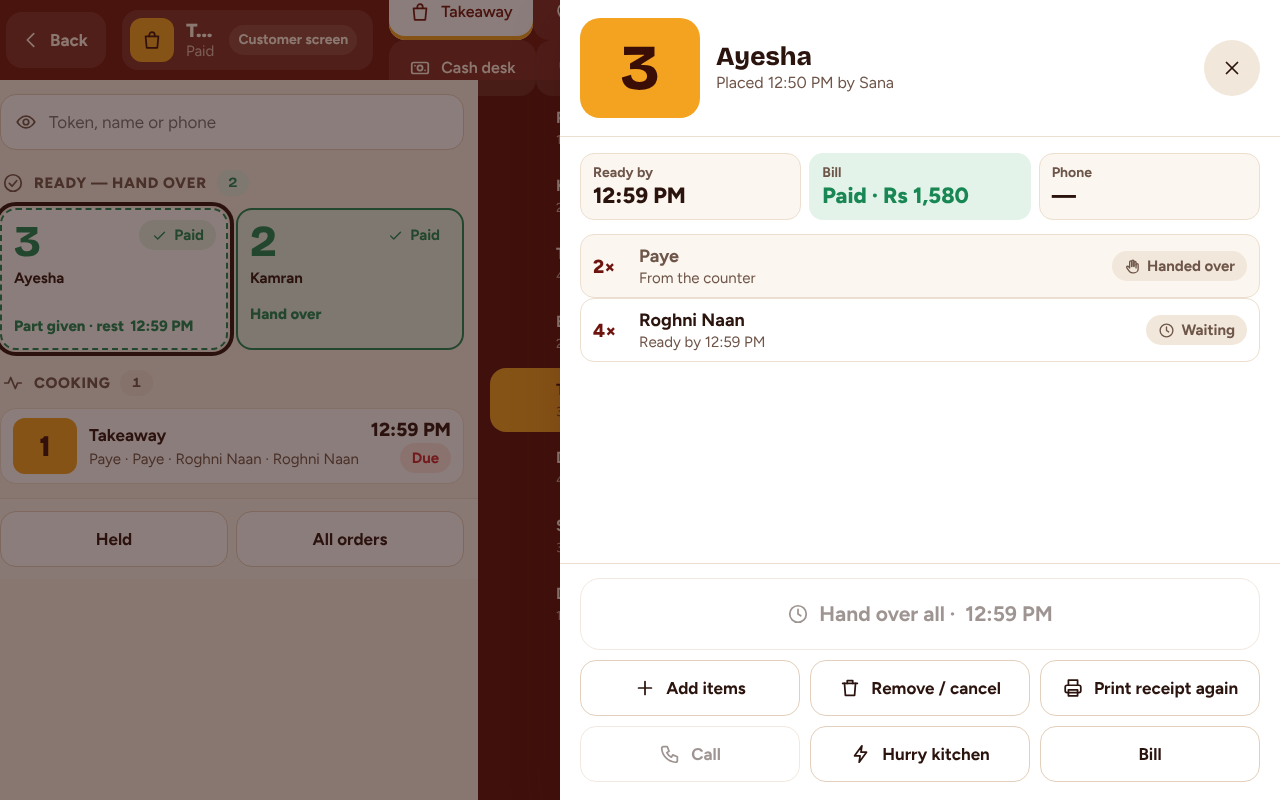 Back
T...
Paid
Customer screen
Takeaway
Cash desk
Token, name or phone
READY — HAND OVER 2
3
Paid
Ayesha
Part given · rest 12:59 PM
2
Paid
Kamran
Hand over
COOKING 1
1
Takeaway
Paye · Paye · Roghni Naan · Roghni Naan
12:59 PM
Due
Held
All orders
3
Ayesha
Placed 12:50 PM by Sana
Ready by
12:59 PM
Bill
Paid · Rs 1,580
Phone
—
2×
Paye
From the counter
Handed over
4×
Roghni Naan
Ready by 12:59 PM
Waiting
Hand over all · 12:59 PM
Add items
Remove / cancel
Print receipt again
Call
Hurry kitchen
Bill